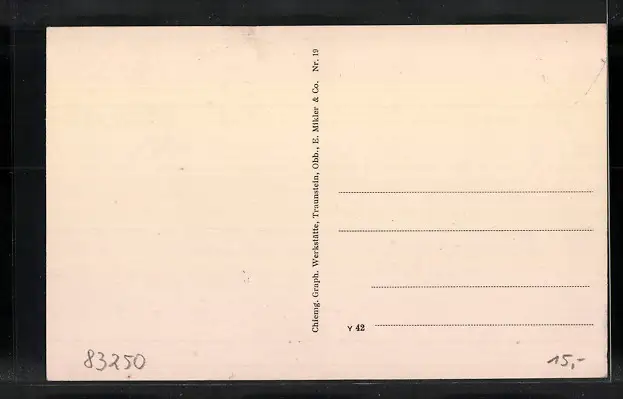 Chiemg. Graph. Werkstätte, Traunstein, Obb., E. Mikler & Co. Nr. 19
Y 42
83250
15,-